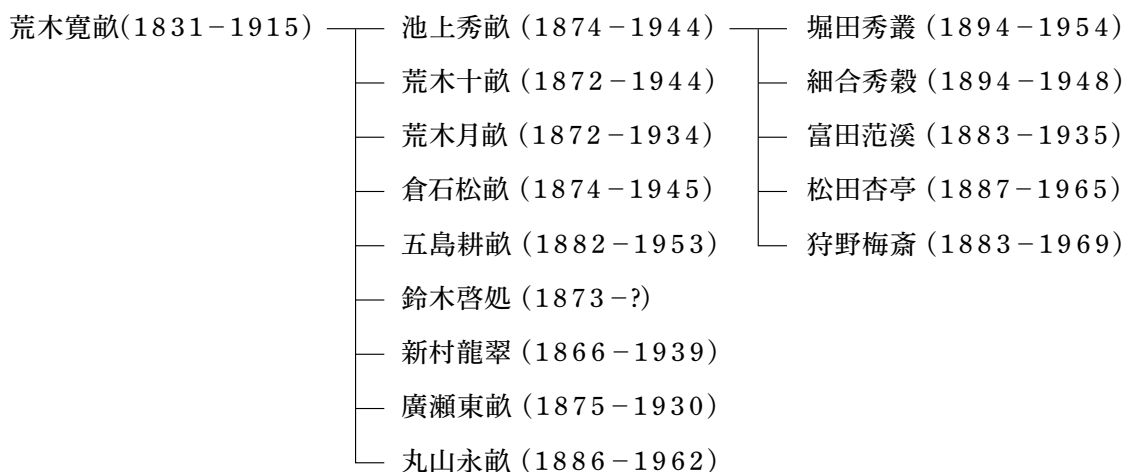 荒木寛畝(1831−1915) 池上秀畝(1874−1944) 堀田秀叢(1894−1954)
荒木十畝(1872−1944) 細合秀穀(1894−1948)
荒木月畝(1872−1934) 富田范溪(1883−1935)
倉石松畝(1874−1945) 松田杏亭(1887−1965)
五島耕畝(1882−1953) 狩野梅斎(1883−1969)
鈴木啓処(1873−?)
新村龍翠(1866−1939)
廣瀬東畝(1875−1930)
丸山永畝(1886−1962)